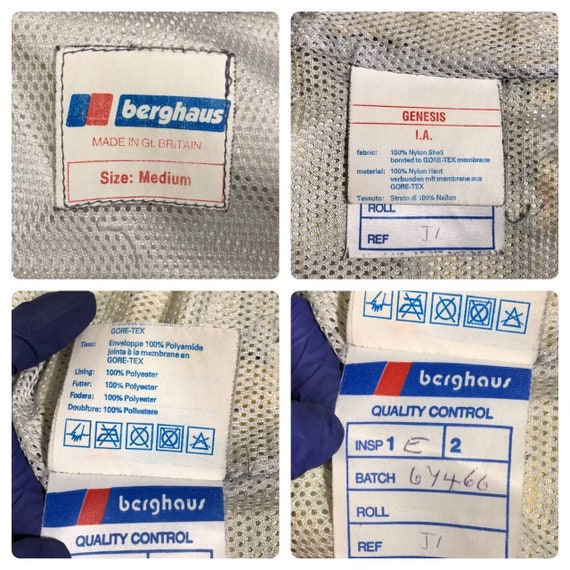 berghaus
MADE IN Gt. BRITAIN
Size: Medium
GENESIS
I.A.
fabric: 100% Nylon Shell
bonded to GORE-TEX membrane
material: 100% Nylon Haut
verbunden mit membrane aus
GORE-TEX
Tessuto: Strato di 100% Nailon
ROLL
REF J1
GORE-TEX
Tissu: Enveloppe 100% Polyamide
jointe à la membrane en
GORE-TEX
Lining: 100% Polyester
Futter: 100% Polyester
Fodera: 100% Polyester
Doublure: 100% Poliestere
berghaus
QUALITY CONTROL
berghaus
QUALITY CONTROL
INSP 1 E 2
BATCH 67466
ROLL
REF J1